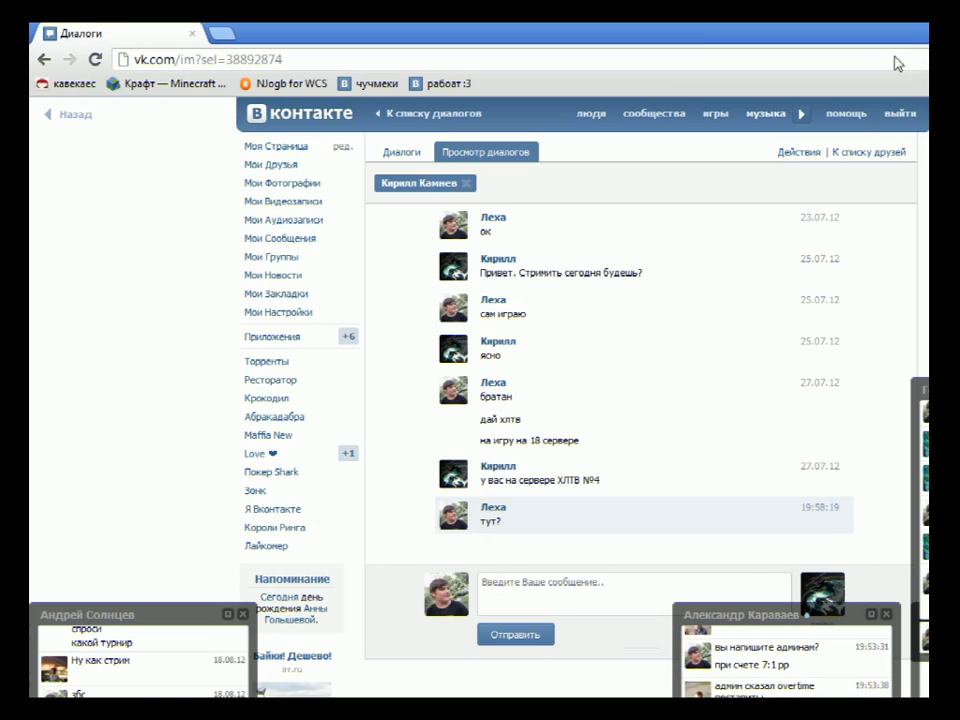 Диалоги
vk.com/im?sel=38892874
кавекаес
Крафт — Minecraft ...
NJogb for WCS
чучмеки
рабоат :3
Назад
В контакте
К списку диалогов
люди
сообщества
игры
музыка
помощь
выйти
Моя Страница
ред.
Мои Друзья
Мои Фотографии
Мои Видеозаписи
Мои Аудиозаписи
Мои Сообщения
Мои Группы
Мои Новости
Мои Закладки
Мои Настройки
Приложения
+6
Торренты
Ресторатор
Крокодил
Абракадабра
Maffia New
Love ❤
+1
Покер Shark
Зонк
Я Вконтакте
Короли Ринга
Лайкомер
Напоминание
Сегодня день
рождения Анны
Голышевой.
Байки! Дешево!
irr.ru
Диалоги
Просмотр диалогов
Действия | К списку друзей
Кирилл Камнев
Леха
23.07.12
ок
Кирилл
25.07.12
Привет. Стримить сегодня будешь?
Леха
25.07.12
сам играю
Кирилл
25.07.12
ясно
Леха
27.07.12
братан
дай хлтв
на игру на 18 сервере
Кирилл
27.07.12
у вас на сервере ХЛТВ №4
Леха
19:58:19
тут?
Введите Ваше сообщение..
Отправить
Андрей Солнцев
спроси
какой турнир
Ну как стрим
18.08.12
збс
18.08.12
Александр Караваев
вы напишите админам?
19:53:31
при счете 7:1 рр
админ сказал overtime
19:53:38